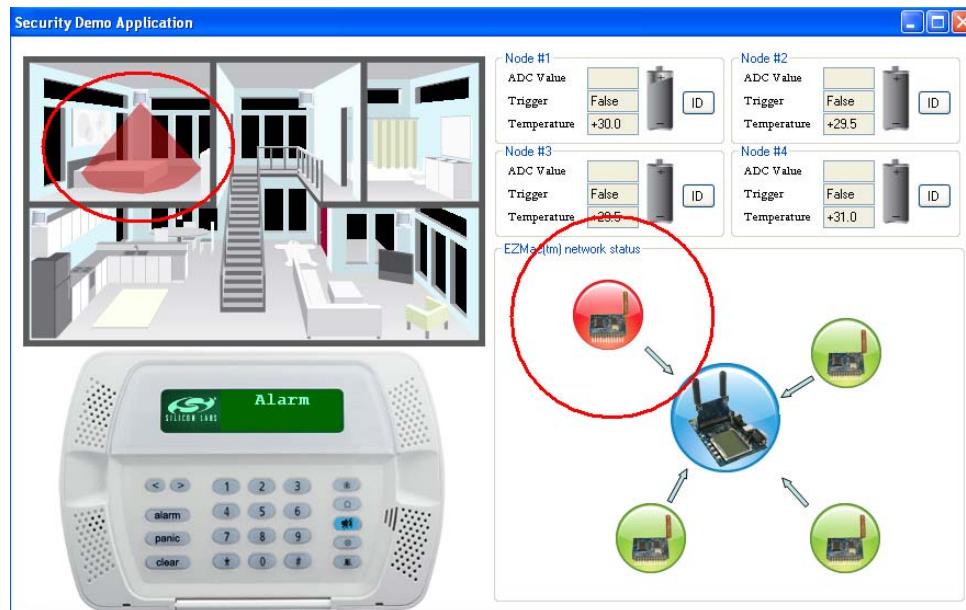 Security Demo Application
Node #1
ADC Value
Trigger False
Temperature +30.0
ID
Node #2
ADC Value
Trigger False
Temperature +29.5
ID
Node #3
ADC Value
Trigger False
Temperature +29.5
ID
Node #4
ADC Value
Trigger False
Temperature +31.0
ID
EZMac(tm) network status
SILICON LABS
Alarm
< >
1 2 3
alarm
4 5 6
panic
7 8 9
clear
* 0 #